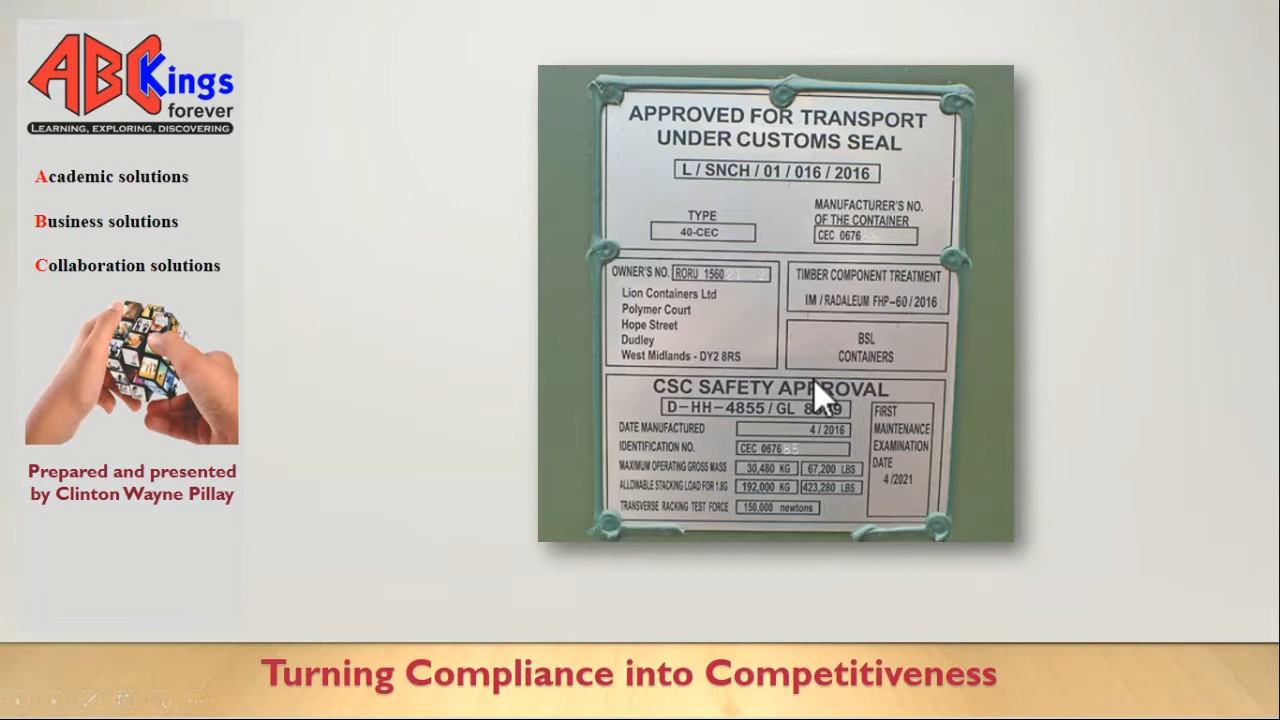 ABC Kings
forever
LEARNING, EXPLORING, DISCOVERING
Academic solutions
Business solutions
Collaboration solutions
Prepared and presented
by Clinton Wayne Pillay
APPROVED FOR TRANSPORT
UNDER CUSTOMS SEAL
L / SNCH / 01 / 016 / 2016
TYPE
40-CEC
MANUFACTURER'S NO.
OF THE CONTAINER
CEC 0676
OWNER'S NO. RORU 1560
Lion Containers Ltd
Polymer Court
Hope Street
Dudley
West Midlands - DY2 8RS
TIMBER COMPONENT TREATMENT
IM / RADALEUM FHP-60 / 2016
BSL
CONTAINERS
CSC SAFETY APPROVAL
D-HH-4855 / GL
DATE MANUFACTURED 4 / 2016
IDENTIFICATION NO. CEC 0676
MAXIMUM OPERATING GROSS MASS 30,480 KG 67,200 LBS
ALLOWABLE STACKING LOAD FOR 1.8G 192,000 KG 423,280 LBS
TRANSVERSE RACKING TEST FORCE 150,000 newtons
FIRST
MAINTENANCE
EXAMINATION
DATE
4 /2021
Turning Compliance into Competitiveness